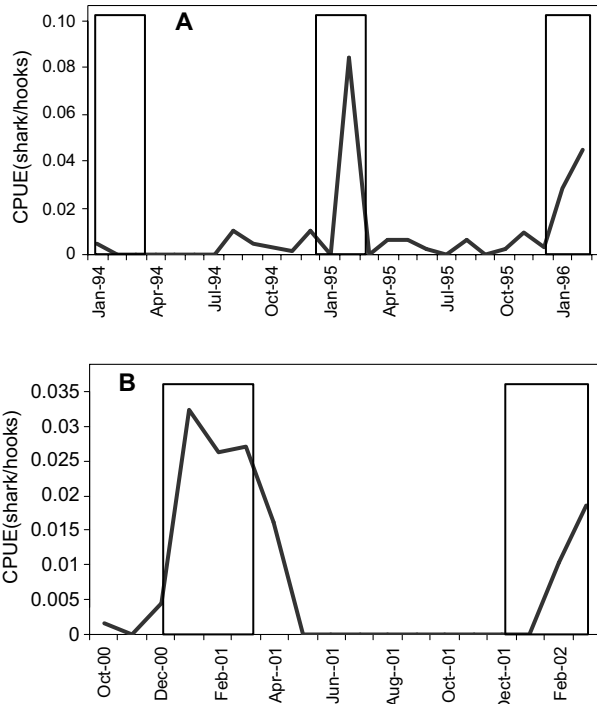 A
CPUE(shark/hooks)
0.10
0.08
0.06
0.04
0.02
0
Jan-94
Apr-94
Jul-94
Oct-94
Jan-95
Apr-95
Jul-95
Oct-95
Jan-96
B
CPUE(shark/hooks)
0.035
0.03
0.025
0.02
0.015
0.01
0.005
0
Oct-00
Dec-00
Feb-01
Apr--01
Jun--01
Aug--01
Oct--01
Dect-01
Feb-02